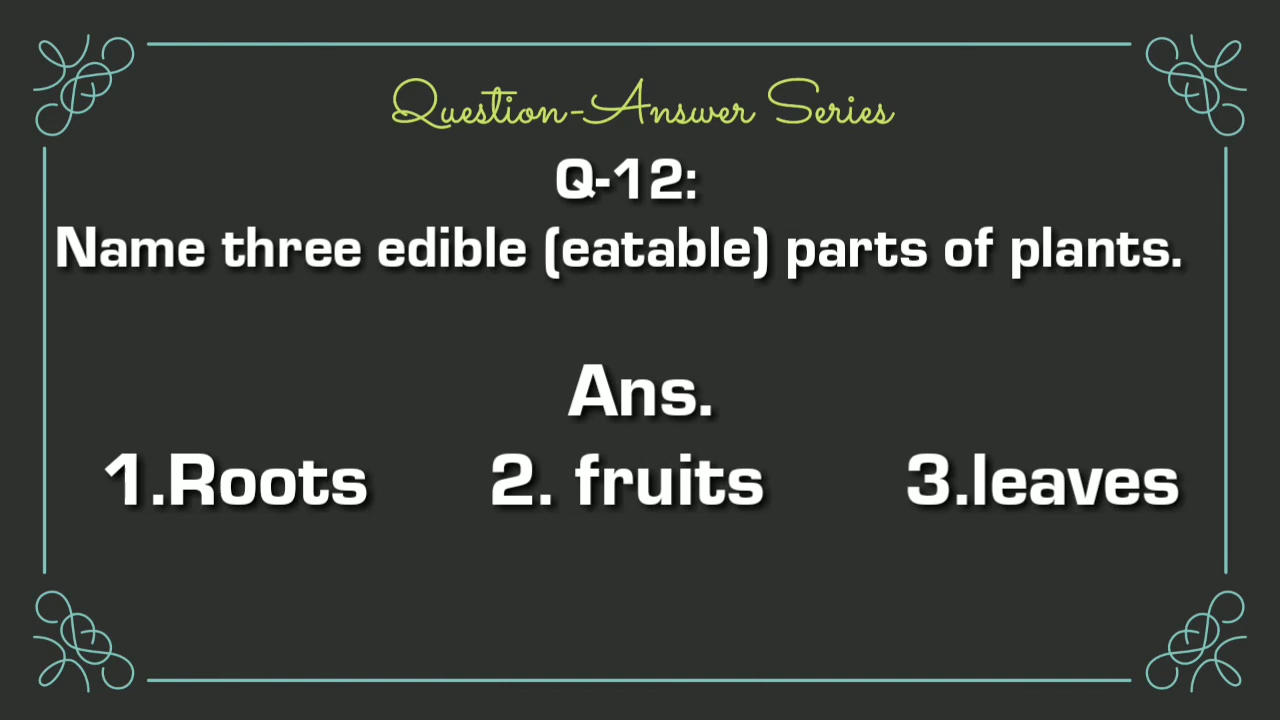 Question-Answer Series
Q-12:
Name three edible (eatable) parts of plants.
Ans.
1.Roots 2. fruits 3.leaves